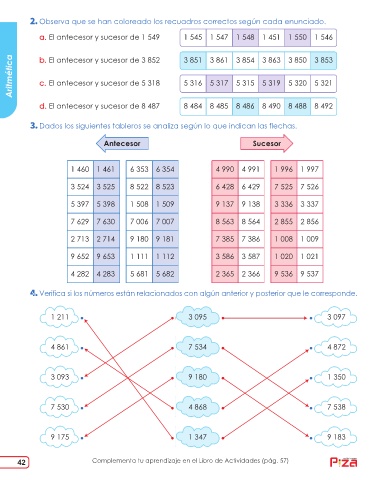 2. Observa que se han coloreado los recuadros correctos según cada enunciado.
a. El antecesor y sucesor de 1 549 1 545 1 547 1 548 1 451 1 550 1 546
b. El antecesor y sucesor de 3 852 3 851 3 861 3 854 3 863 3 850 3 853
c. El antecesor y sucesor de 5 318 5 316 5 317 5 315 5 319 5 320 5 321
d. El antecesor y sucesor de 8 487 8 484 8 485 8 486 8 490 8 488 8 492
Aritmética
3. Dados los siguientes tableros se analiza según lo que indican las flechas.
Antecesor Sucesor
1 460 1 461 6 353 6 354 4 990 4 991 1 996 1 997
3 524 3 525 8 522 8 523 6 428 6 429 7 525 7 526
5 397 5 398 1 508 1 509 9 137 9 138 3 336 3 337
7 629 7 630 7 006 7 007 8 563 8 564 2 855 2 856
2 713 2 714 9 180 9 181 7 385 7 386 1 008 1 009
9 652 9 653 1 111 1 112 3 586 3 587 1 020 1 021
4 282 4 283 5 681 5 682 2 365 2 366 9 536 9 537
4. Verifica si los números están relacionados con algún anterior y posterior que le corresponde.
1 211 3 095 3 097
4 861 7 534 4 872
3 093 9 180 1 350
7 530 4 868 7 538
9 175 1 347 9 183
42 Complementa tu aprendizaje en el Libro de Actividades (pág. 57)